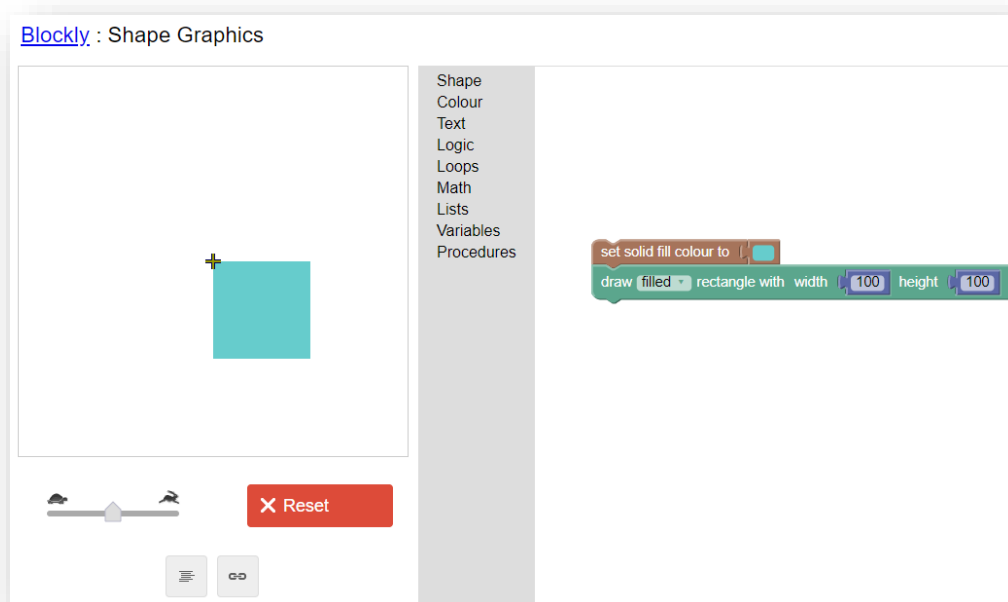 Blockly : Shape Graphics
Shape
Colour
Text
Logic
Loops
Math
Lists
Variables
Procedures
set solid fill colour to
draw filled rectangle with width 100 height 100
Reset